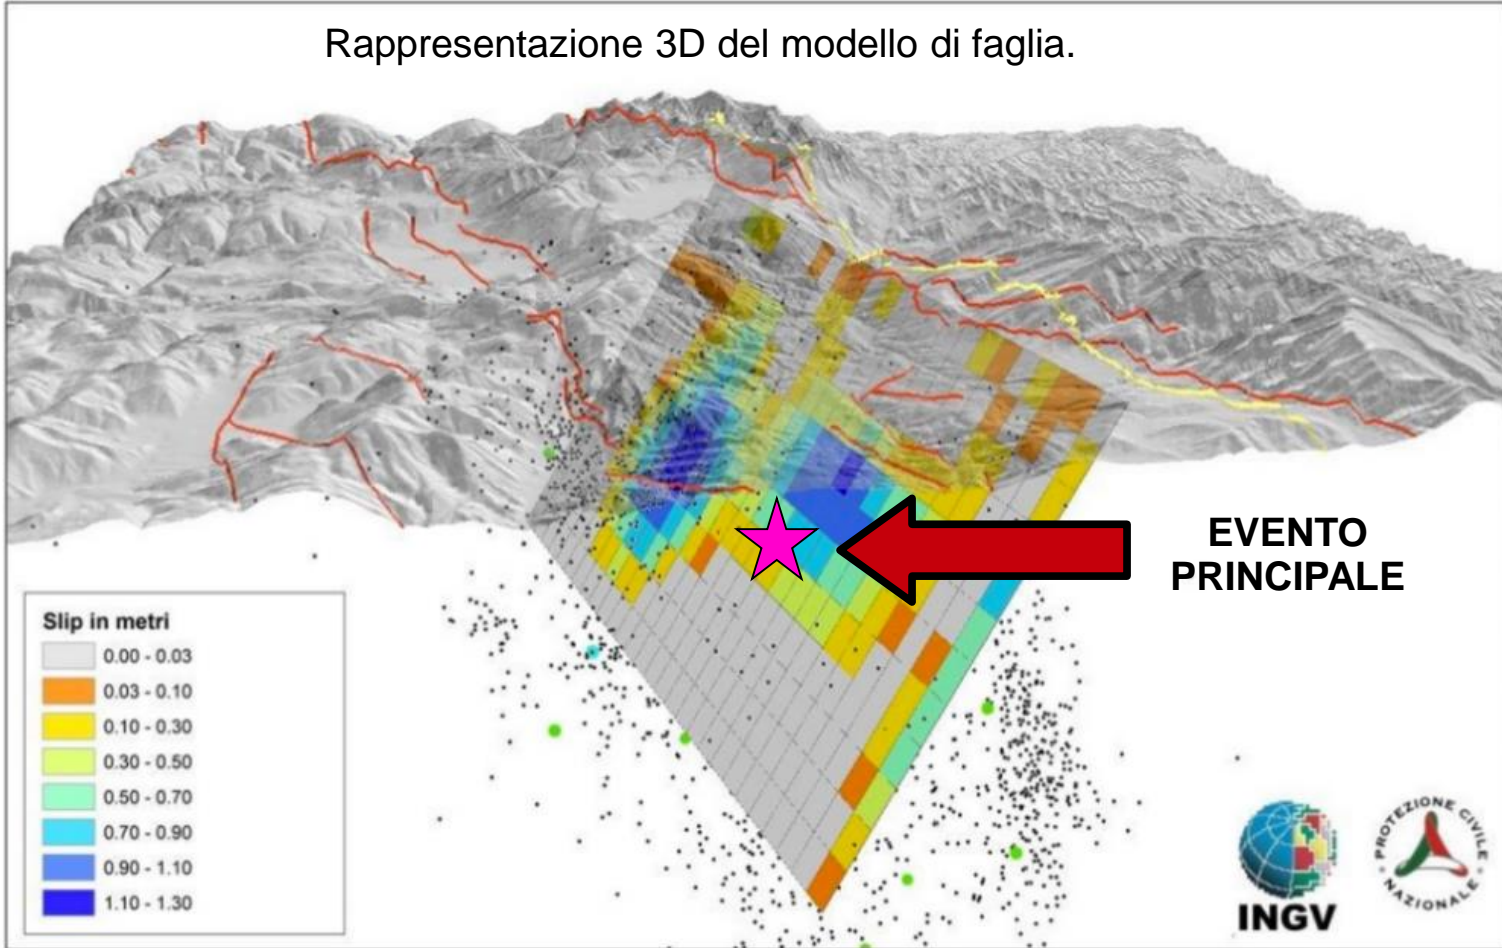 Rappresentazione 3D del modello di faglia.
EVENTO
PRINCIPALE
Slip in metri
0.00 - 0.03
0.03 - 0.10
0.10 - 0.30
0.30 - 0.50
0.50 - 0.70
0.70 - 0.90
0.90 - 1.10
1.10 - 1.30
INGV
PROTEZIONE CIVILE
NAZIONALE